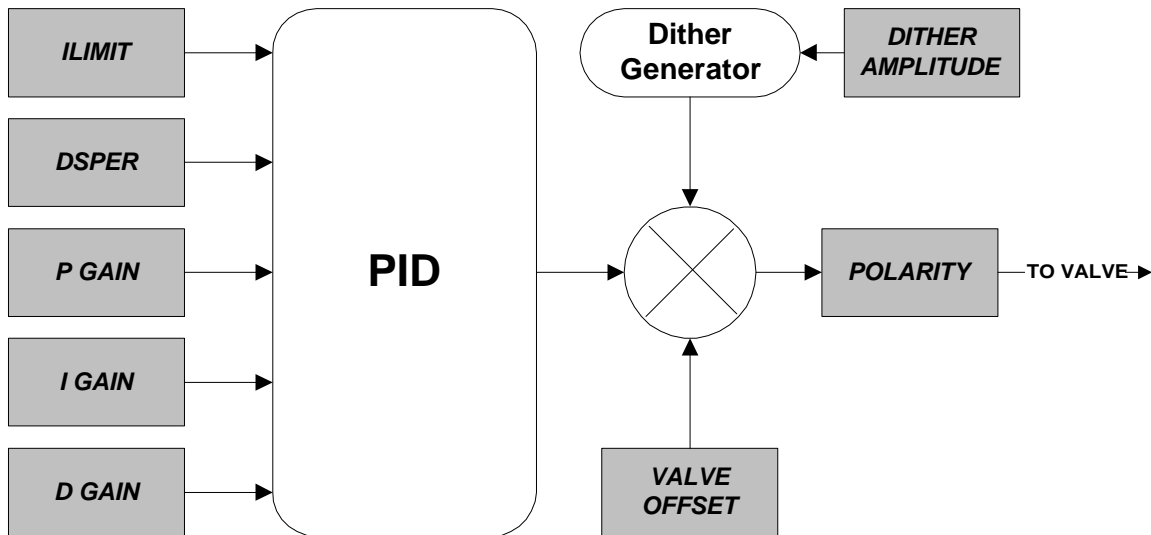 ILIMIT
DSPER
P GAIN
I GAIN
D GAIN
PID
Dither
Generator
DITHER
AMPLITUDE
POLARITY
TO VALVE
VALVE
OFFSET